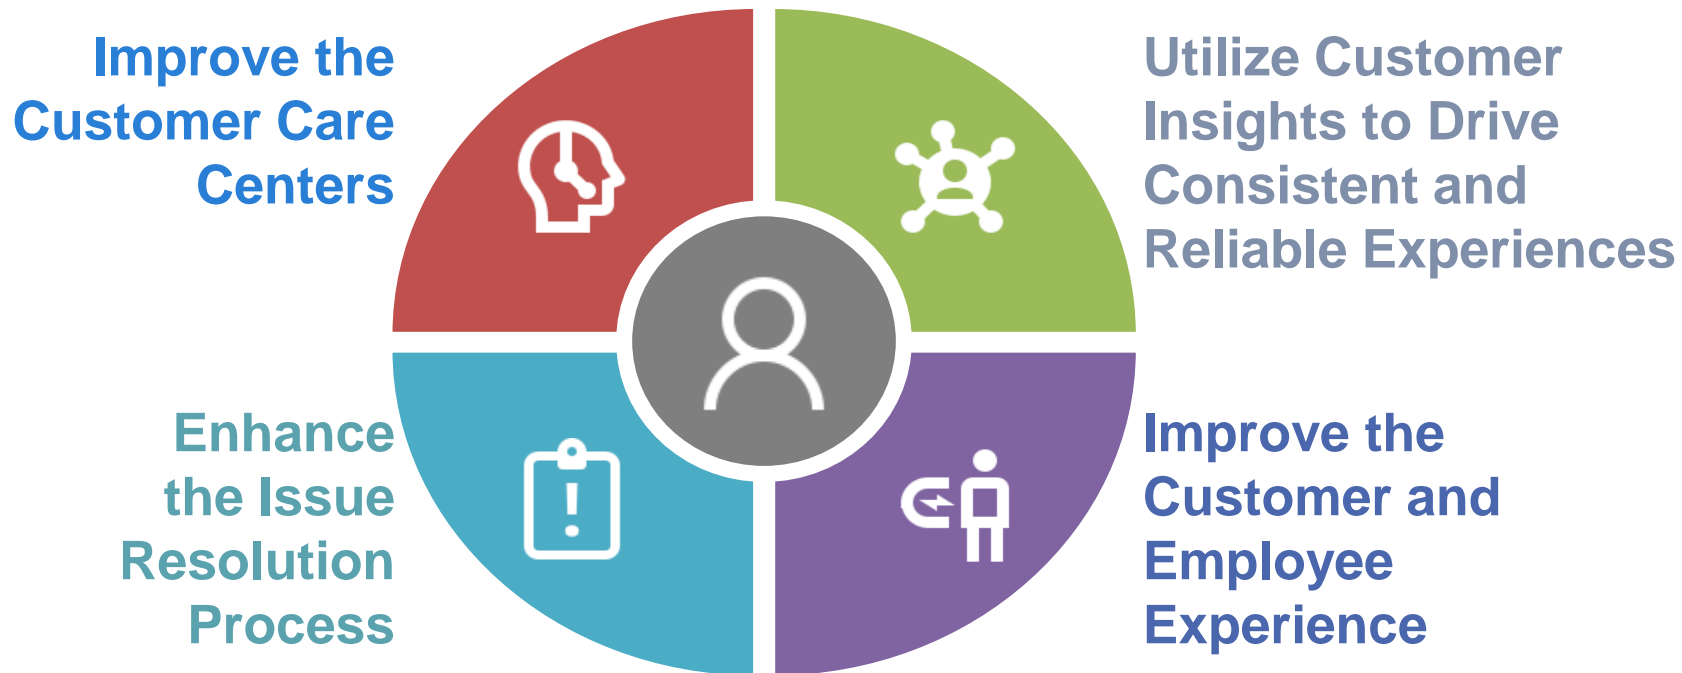 Improve the
Customer Care
Centers
Utilize Customer
Insights to Drive
Consistent and
Reliable Experiences
Enhance
the Issue
Resolution
Process
Improve the
Customer and
Employee
Experience